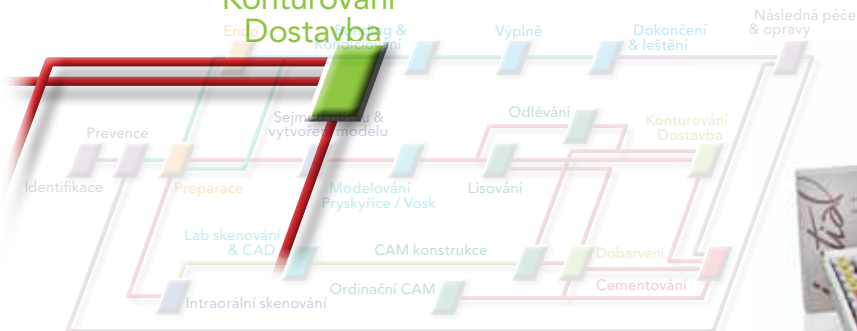 Konturování
Dostavba
Následná péče
& opravy
Endo
Bonding &
Kondiciování
Výplně
Dokončení
& leštění
Odlévání
Konturování
Dostavba
Sejmutí otisku &
vytvoření modelu
Prevence
Identifikace
Preparace
Modelování
Pryskyřice / Vosk
Lisování
Lab skenování
& CAD
CAM konstrukce
Dobarvení
Cementování
Ordinační CAM
Intraorální skenování